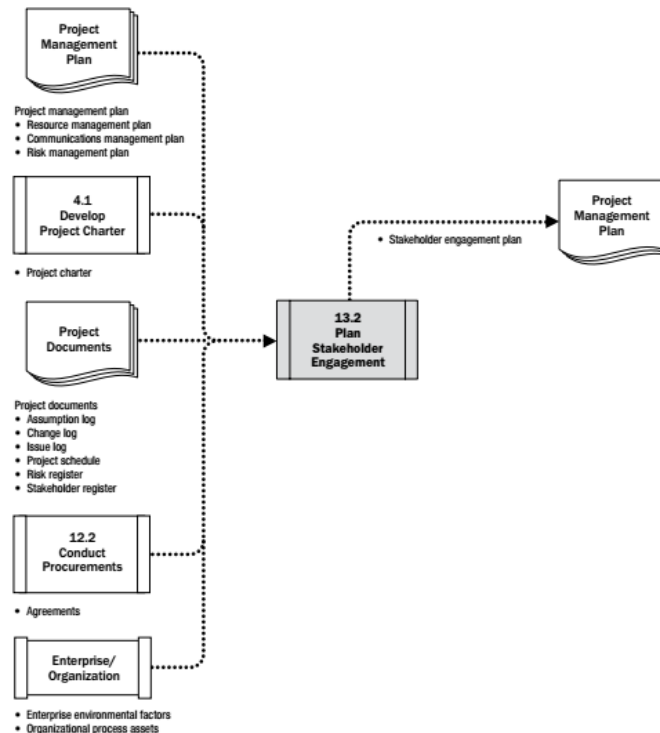 Project
Management
Plan
Project management plan
• Resource management plan
• Communications management plan
• Risk management plan
4.1
Develop
Project Charter
• Project charter
Project
Documents
Project documents
• Assumption log
• Change log
• Issue log
• Project schedule
• Risk register
• Stakeholder register
12.2
Conduct
Procurements
• Agreements
Enterprise/
Organization
• Enterprise environmental factors
• Organizational process assets
13.2
Plan
Stakeholder
Engagement
• Stakeholder engagement plan
Project
Management
Plan